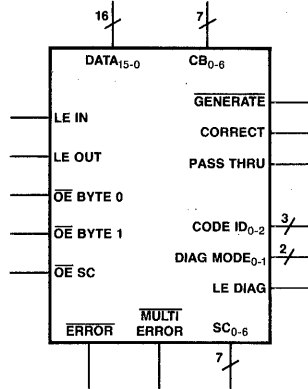 16 7
DATA15-0 CB0-6
GENERATE
LE IN
CORRECT
LE OUT
PASS THRU
OE BYTE 0
CODE ID0-2 3
OE BYTE 1
DIAG MODE0-1 2
OE SC
LE DIAG
MULTI
ERROR ERROR SC0-6
7